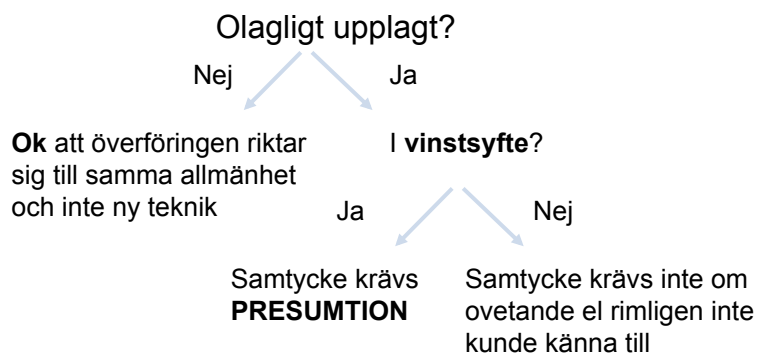 Olagligt upplagt?
Nej
Ja
Ok att överföringen riktar
sig till samma allmänhet
och inte ny teknik
I vinstsyfte?
Ja
Nej
Samtycke krävs
PRESUMTION
Samtycke krävs inte om
ovetande el rimligen inte
kunde känna till